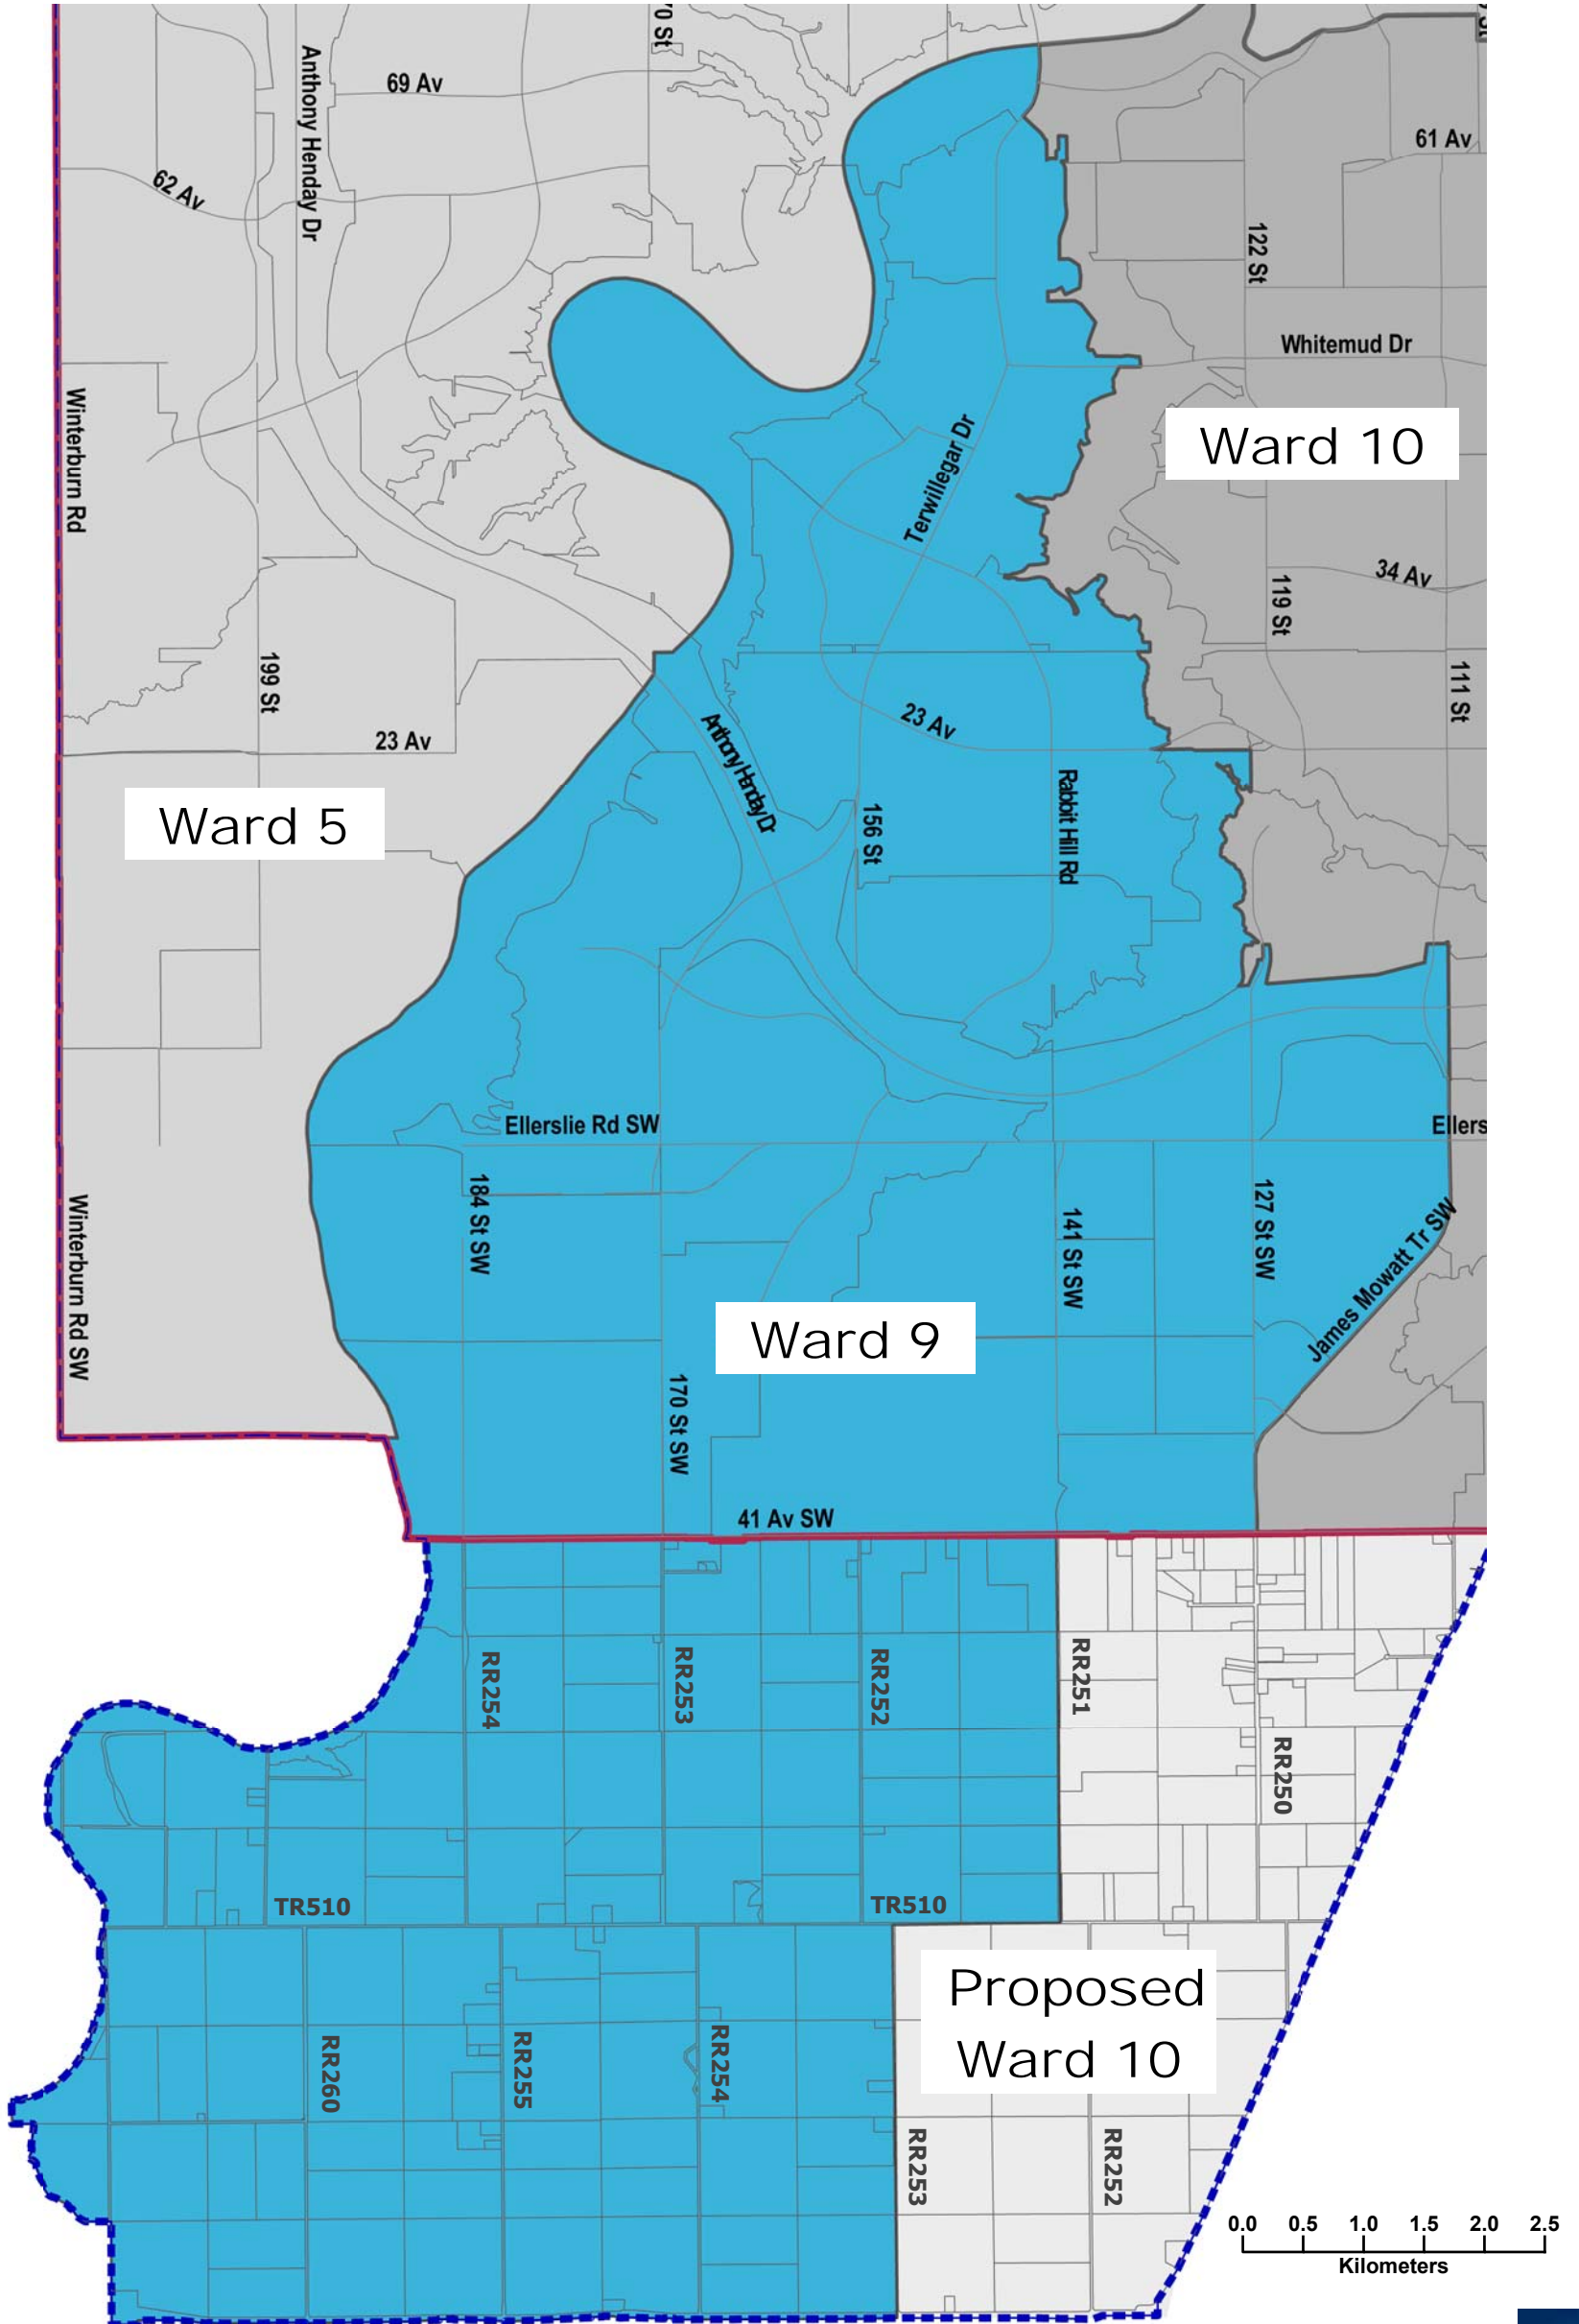 0 St
69 Av
Anthony Henday Dr
61 Av
62 Av
122 St
Whitemud Dr
Winterburn Rd
Ward 10
Terwillegar Dr
34 Av
119 St
199 St
111 St
23 Av
23 Av
Anthony Henday Dr
Rabbit Hill Rd
Ward 5
156 St
Ellerslie Rd SW
Ellers
184 St SW
127 St SW
Winterburn Rd SW
141 St SW
James Mowatt Tr SW
Ward 9
170 St SW
41 Av SW
RR254
RR253
RR252
RR251
RR250
TR510
TR510
Proposed
Ward 10
RR260
RR255
RR254
RR253
RR252
0.0 0.5 1.0 1.5 2.0 2.5
Kilometers